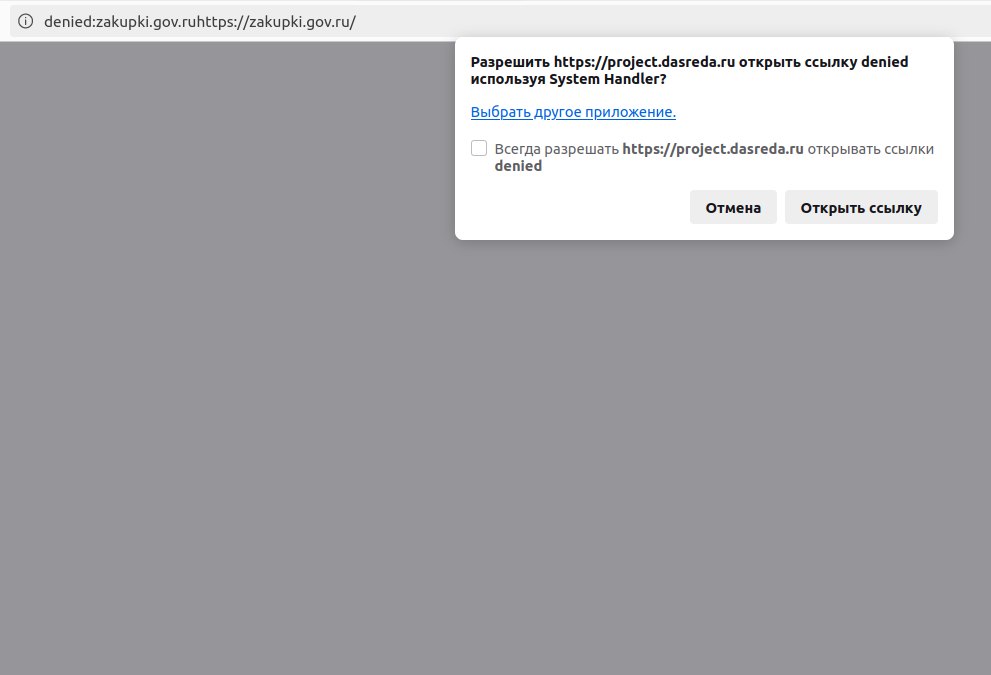 denied:zakupki.gov.ruhttps://zakupki.gov.ru/
Разрешить https://project.dasreda.ru открыть ссылку denied
используя System Handler?
Выбрать другое приложение.
Всегда разрешать https://project.dasreda.ru открывать ссылки
denied
Отмена
Открыть ссылку